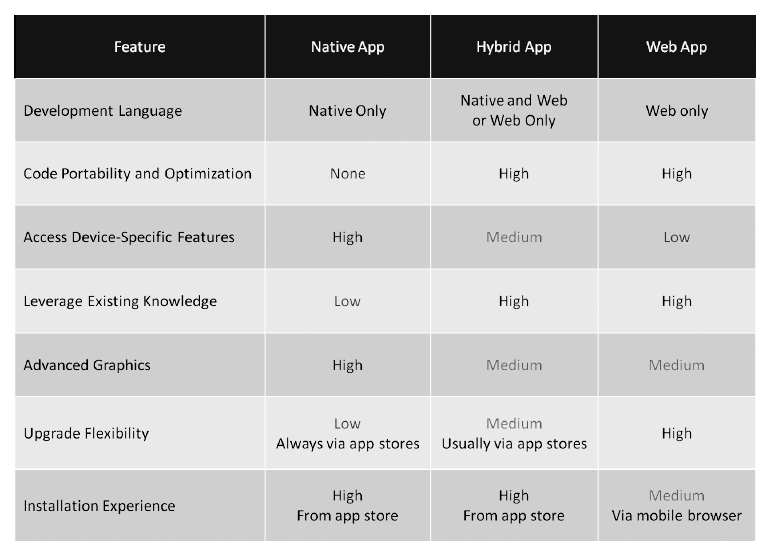 Feature Native App Hybrid App Web App
Development Language Native Only Native and Web or Web Only Web only
Code Portability and Optimization None High High
Access Device-Specific Features High Medium Low
Leverage Existing Knowledge Low High High
Advanced Graphics High Medium Medium
Upgrade Flexibility Low Always via app stores Medium Usually via app stores High
Installation Experience High From app store High From app store Medium Via mobile browser